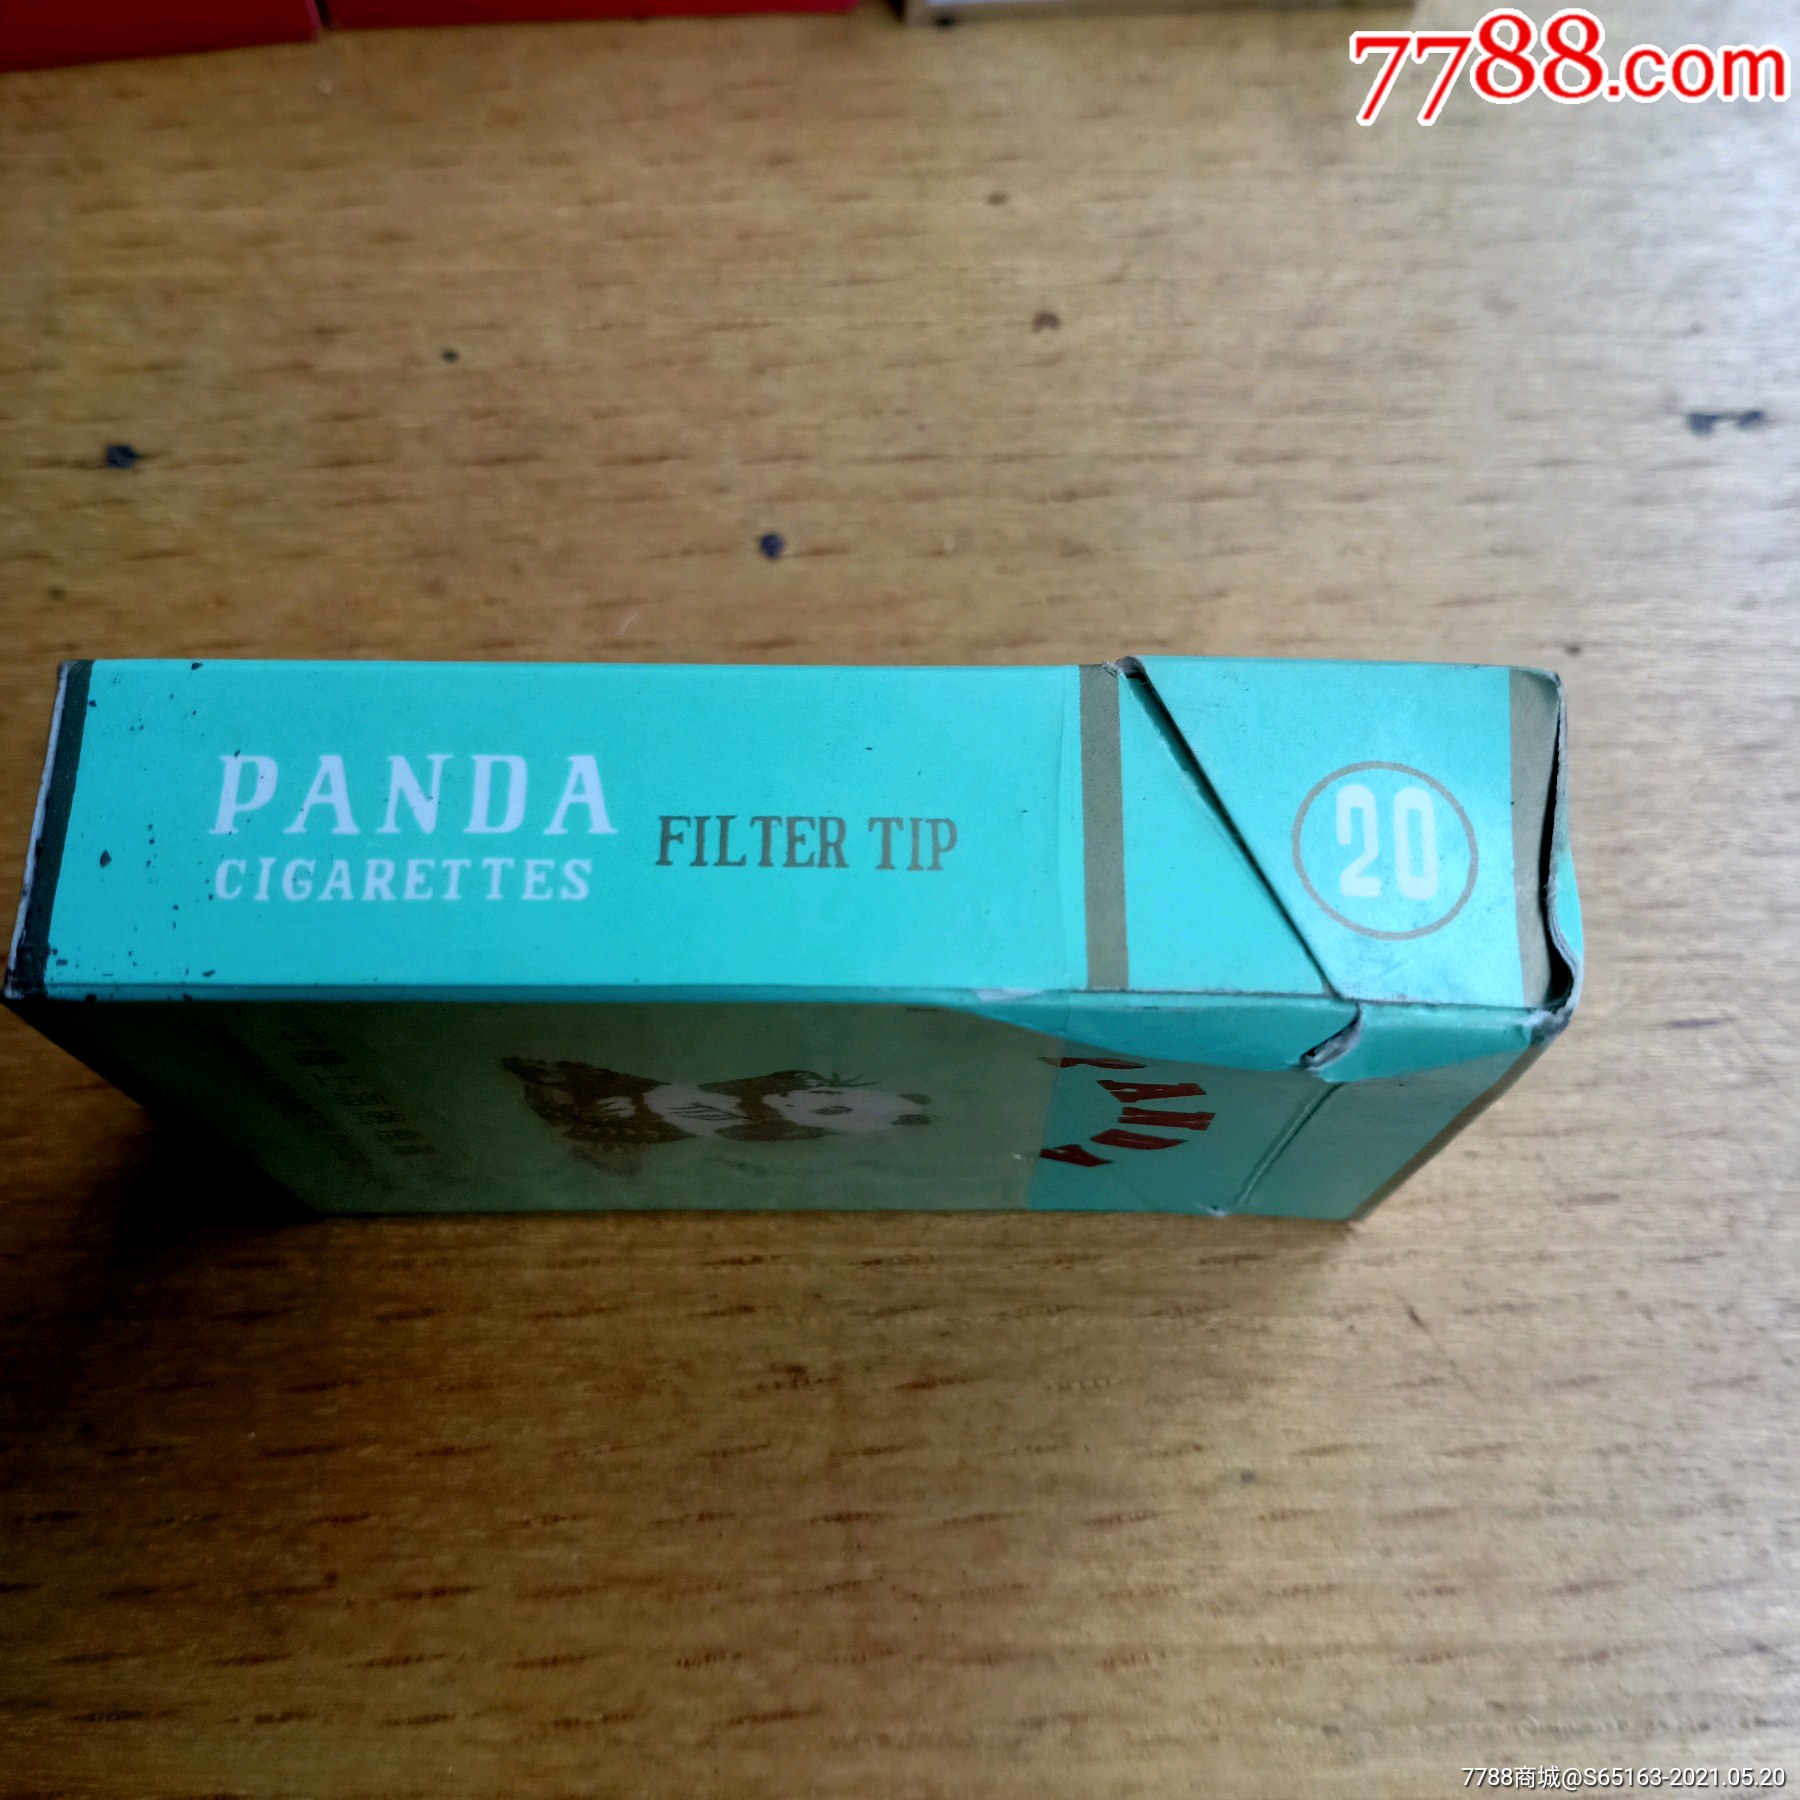 7788.com
PANDA
CIGARETTES
FILTER TIP
20
PANDA
7788商城@S65163-2021.05.20